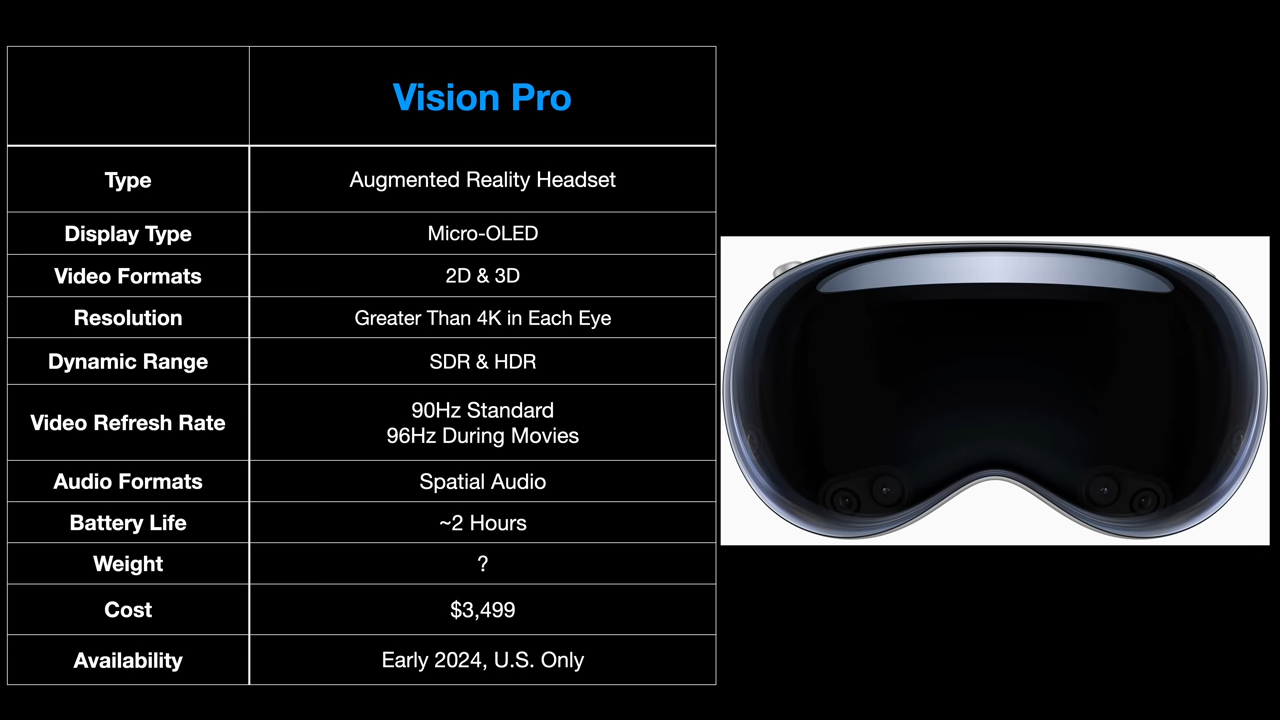 Vision Pro
Type
Augmented Reality Headset
Display Type
Micro-OLED
Video Formats
2D & 3D
Resolution
Greater Than 4K in Each Eye
Dynamic Range
SDR & HDR
Video Refresh Rate
90Hz Standard
96Hz During Movies
Audio Formats
Spatial Audio
Battery Life
~2 Hours
Weight
?
Cost
$3,499
Availability
Early 2024, U.S. Only